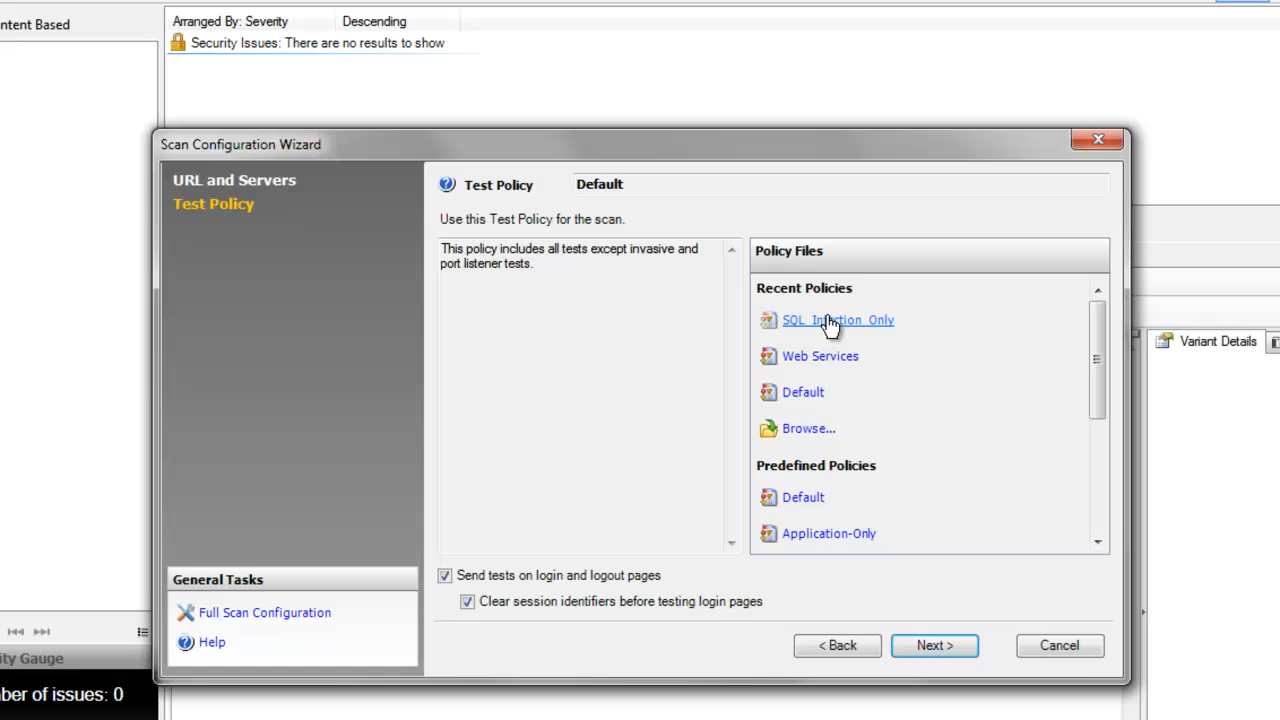 ntent Based
Arranged By: Severity
Descending
Security Issues: There are no results to show
Scan Configuration Wizard
URL and Servers
Test Policy
Test Policy
Default
Use this Test Policy for the scan.
This policy includes all tests except invasive and
port listener tests.
Policy Files
Recent Policies
SQL_Injection_Only
Web Services
Default
Browse...
Predefined Policies
Default
Application-Only
Send tests on login and logout pages
Clear session identifiers before testing login pages
General Tasks
Full Scan Configuration
Help
< Back
Next >
Cancel
Variant Details
ity Gauge
ber of issues: 0